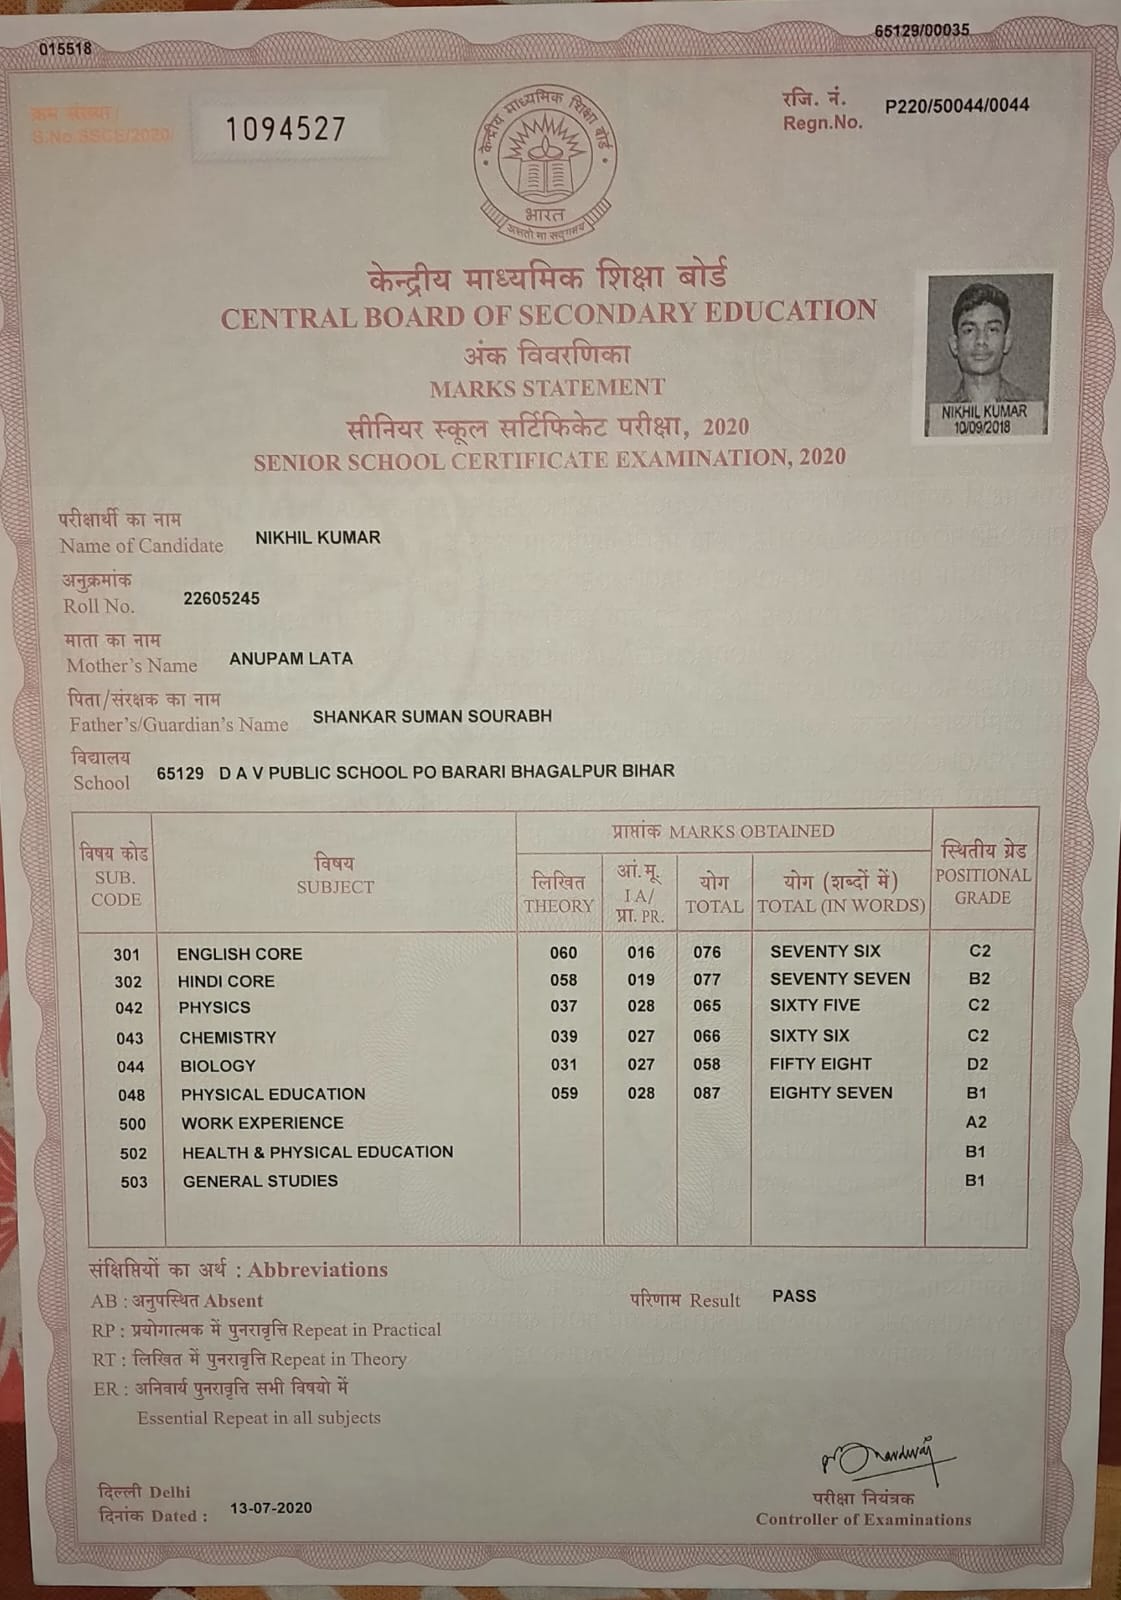 015518
65129/00035
क्रम संख्या/
S.No.SSCE/2020/
1094527
रजि. नं.
Regn.No.
P220/50044/0044
केन्द्रीय माध्यमिक शिक्षा बोर्ड
भारत
असतो मा सद्गमय
केन्द्रीय माध्यमिक शिक्षा बोर्ड
CENTRAL BOARD OF SECONDARY EDUCATION
अंक विवरणिका
MARKS STATEMENT
सीनियर स्कूल सर्टिफिकेट परीक्षा, 2020
SENIOR SCHOOL CERTIFICATE EXAMINATION, 2020
NIKHIL KUMAR
10/09/2018
परीक्षार्थी का नाम
Name of Candidate NIKHIL KUMAR
अनुक्रमांक
Roll No. 22605245
माता का नाम
Mother's Name ANUPAM LATA
पिता/संरक्षक का नाम
Father's/Guardian's Name SHANKAR SUMAN SOURABH
विद्यालय
School 65129 D A V PUBLIC SCHOOL PO BARARI BHAGALPUR BIHAR
विषय कोड
SUB.
CODE
विषय
SUBJECT
प्राप्तांक MARKS OBTAINED
लिखित
THEORY
आं.मू.
I A/
प्रा. PR.
योग
TOTAL
योग (शब्दों में)
TOTAL (IN WORDS)
स्थितीय ग्रेड
POSITIONAL
GRADE
301 ENGLISH CORE 060 016 076 SEVENTY SIX C2
302 HINDI CORE 058 019 077 SEVENTY SEVEN B2
042 PHYSICS 037 028 065 SIXTY FIVE C2
043 CHEMISTRY 039 027 066 SIXTY SIX C2
044 BIOLOGY 031 027 058 FIFTY EIGHT D2
048 PHYSICAL EDUCATION 059 028 087 EIGHTY SEVEN B1
500 WORK EXPERIENCE A2
502 HEALTH & PHYSICAL EDUCATION B1
503 GENERAL STUDIES B1
संक्षिप्तियों का अर्थ : Abbreviations
AB : अनुपस्थित Absent
परिणाम Result PASS
RP : प्रयोगात्मक में पुनरावृत्ति Repeat in Practical
RT : लिखित में पुनरावृत्ति Repeat in Theory
ER : अनिवार्य पुनरावृत्ति सभी विषयो में
Essential Repeat in all subjects
दिल्ली Delhi
दिनांक Dated : 13-07-2020
परीक्षा नियंत्रक
Controller of Examinations